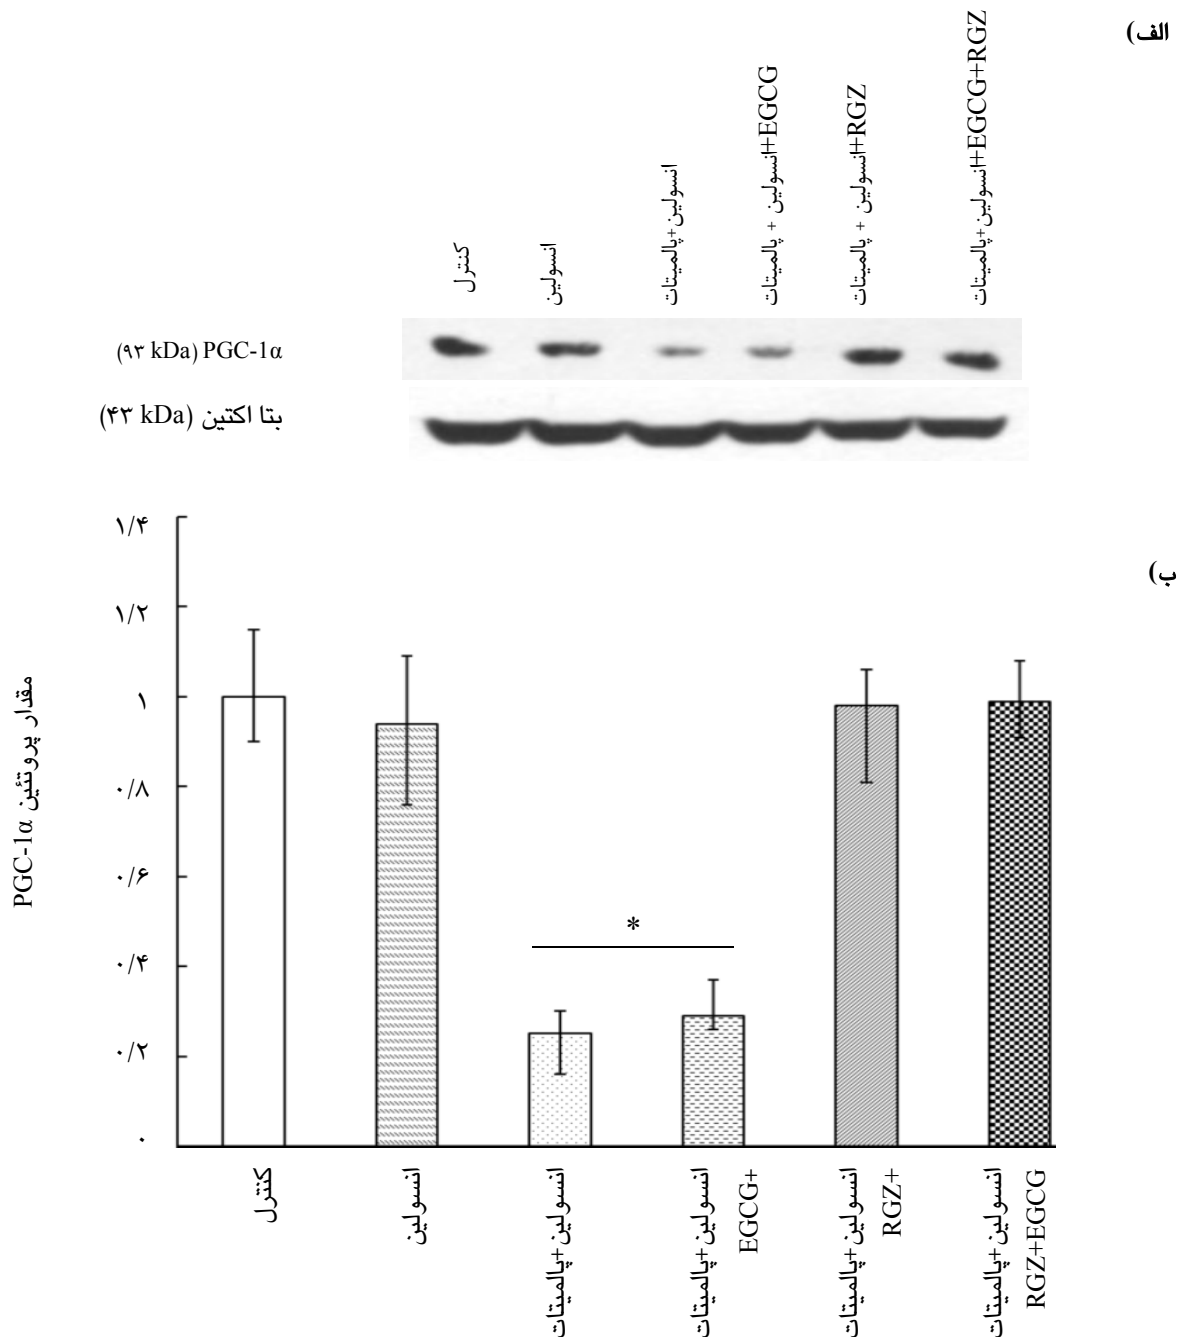 الف)
کنترل
انسولین
انسولین+پالمیتات
انسولین + پالمیتات+EGCG
انسولین + پالمیتات+RGZ
انسولین+پالمیتات+EGCG+RGZ
PGC-1α (۹۳ kDa)
بتا اکتین (۴۳ kDa)
ب)
مقدار پروتئین PGC-1α
۱/۴
۱/۲
۱
۰/۸
۰/۶
۰/۴
۰/۲
۰
*
کنترل
انسولین
انسولین+پالمیتات
انسولین+پالمیتات
EGCG+
انسولین+پالمیتات
RGZ+
انسولین+پالمیتات
RGZ+EGCG